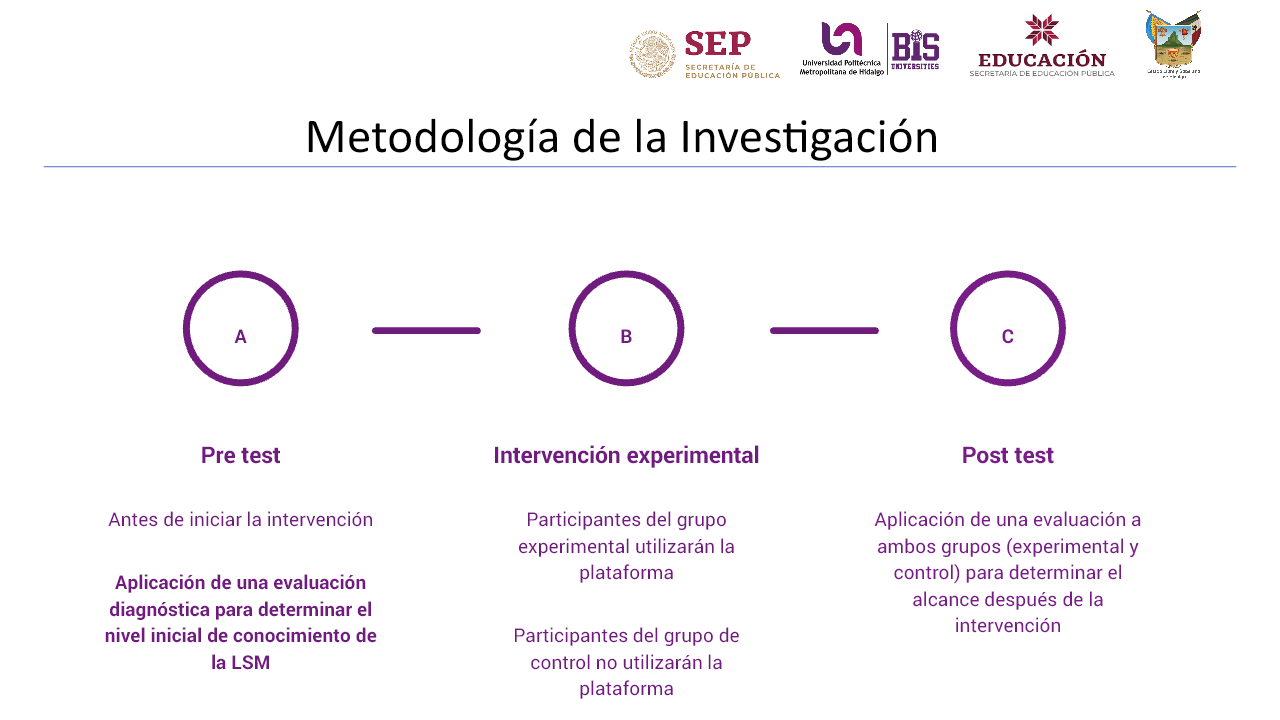 SEP
SECRETARÍA DE
EDUCACIÓN PÚBLICA
Universidad Politécnica
Metropolitana de Hidalgo
BIS
UNIVERSITIES
EDUCACIÓN
SECRETARÍA DE EDUCACIÓN PÚBLICA
Metodología de la Investigación
A
B
C
Pre test
Antes de iniciar la intervención
Aplicación de una evaluación
diagnóstica para determinar el
nivel inicial de conocimiento de
la LSM
Intervención experimental
Participantes del grupo
experimental utilizarán la
plataforma
Participantes del grupo de
control no utilizarán la
plataforma
Post test
Aplicación de una evaluación a
ambos grupos (experimental y
control) para determinar el
alcance después de la
intervención